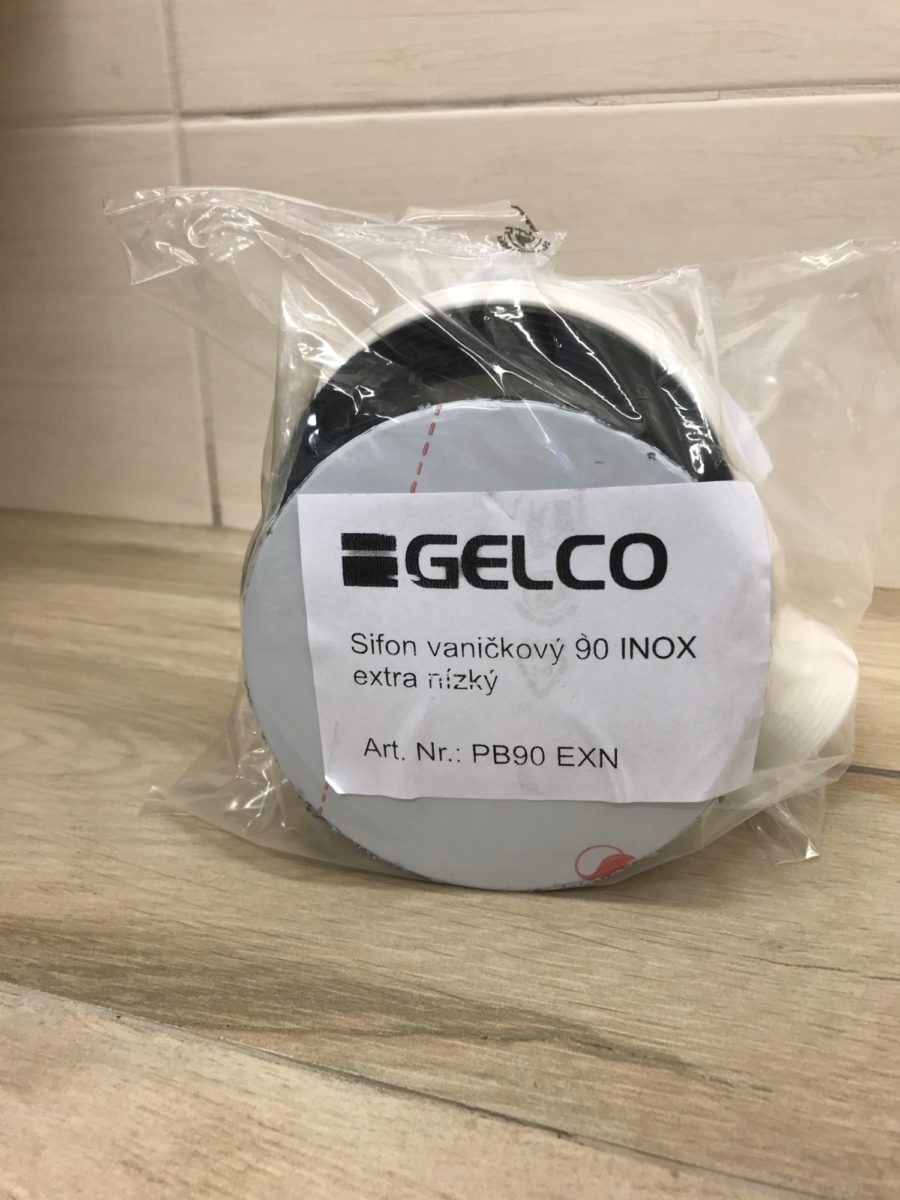 GELCO
Sifon vaničkový 90 INOX
extra nízký
Art. Nr.: PB90 EXN